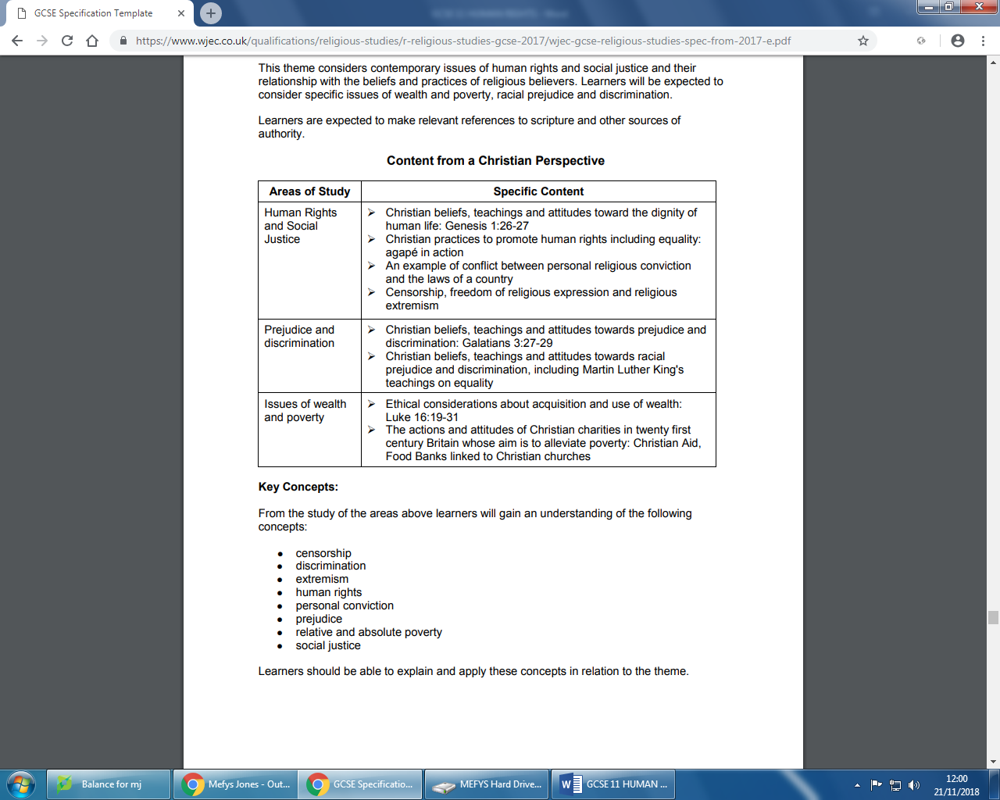 GCSE Specification Template
https://www.wjec.co.uk/qualifications/religious-studies/r-religious-studies-gcse-2017/wjec-gcse-religious-studies-spec-from-2017-e.pdf
This theme considers contemporary issues of human rights and social justice and their
relationship with the beliefs and practices of religious believers. Learners will be expected to
consider specific issues of wealth and poverty, racial prejudice and discrimination.
Learners are expected to make relevant references to scripture and other sources of
authority.
Content from a Christian Perspective
Areas of Study
Specific Content
Human Rights
and Social
Justice
➢ Christian beliefs, teachings and attitudes toward the dignity of
human life: Genesis 1:26-27
➢ Christian practices to promote human rights including equality:
agapé in action
➢ An example of conflict between personal religious conviction
and the laws of a country
➢ Censorship, freedom of religious expression and religious
extremism
Prejudice and
discrimination
➢ Christian beliefs, teachings and attitudes towards prejudice and
discrimination: Galatians 3:27-29
➢ Christian beliefs, teachings and attitudes towards racial
prejudice and discrimination, including Martin Luther King's
teachings on equality
Issues of wealth
and poverty
➢ Ethical considerations about acquisition and use of wealth:
Luke 16:19-31
➢ The actions and attitudes of Christian charities in twenty first
century Britain whose aim is to alleviate poverty: Christian Aid,
Food Banks linked to Christian churches
Key Concepts:
From the study of the areas above learners will gain an understanding of the following
concepts:
• censorship
• discrimination
• extremism
• human rights
• personal conviction
• prejudice
• relative and absolute poverty
• social justice
Learners should be able to explain and apply these concepts in relation to the theme.
Balance for mj
Mefys Jones - Out...
GCSE Specificatio...
MEFYS Hard Drive...
GCSE 11 HUMAN ...
12:00
21/11/2018